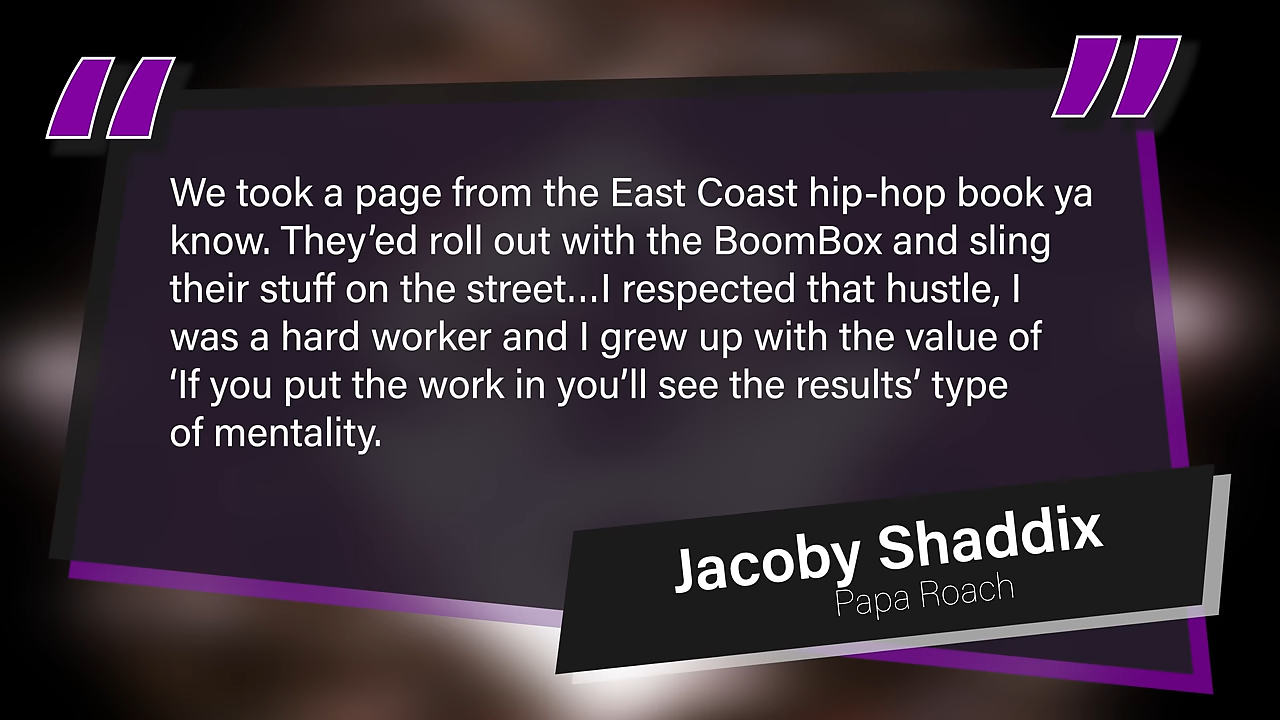 We took a page from the East Coast hip-hop book ya
know. They’ed roll out with the BoomBox and sling
their stuff on the street...I respected that hustle, I
was a hard worker and I grew up with the value of
‘If you put the work in you’ll see the results’ type
of mentality.
Jacoby Shaddix
Papa Roach